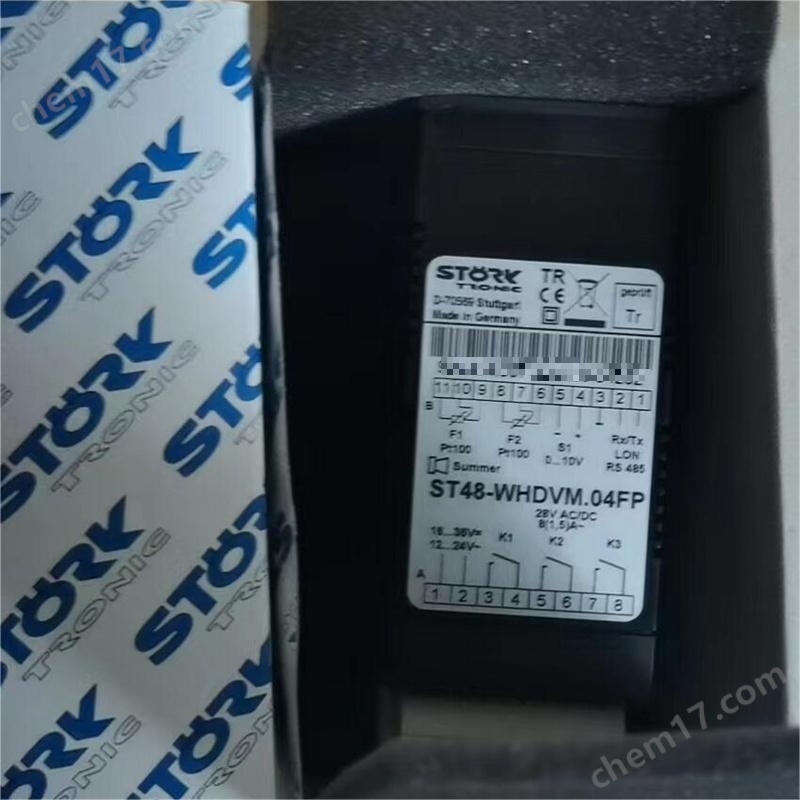 STÖRK
TRONIC
STÖRK
TRONIC
STÖRK
TRONIC
STÖRK
TRONIC
STÖRK
TRONIC
STÖRK
TRONIC
chem17.com
STÖRK TR
TRONIC CE
D-70569 Stuttgart
Made in Germany
geprüft
Tr
11 10 9 8 7 6 5 4 3 2 1
B
F1 F2 S1 Rx/Tx
Pt100 Pt100 0...10V LON
RS 485
Summer
ST48-WHDVM.04FP
28V AC/DC
8(1,5)A~
16...36V=
12...24V~
K1 K2 K3
A
1 2 3 4 5 6 7 8
chem17.com